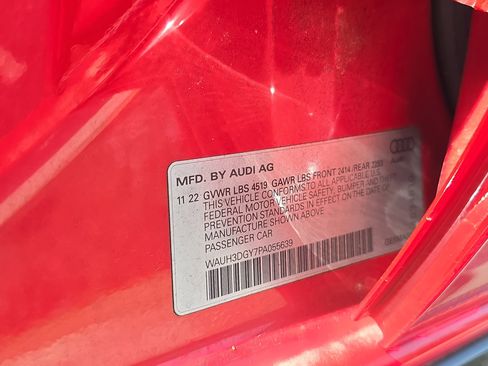 MFD. BY AUDI AG
11 22 GVWR LBS 4519 GAWR LBS FRONT 2414 /REAR
THIS VEHICLE CONFORMS TO ALL APPLICABLE U.S.
FEDERAL MOTOR VEHICLE SAFETY, BUMPER AND THEFT
PREVENTION STANDARDS IN EFFECT ON THE DATE OF
MANUFACTURE SHOWN ABOVE
PASSENGER CAR
WAUH3DGY7PA055639